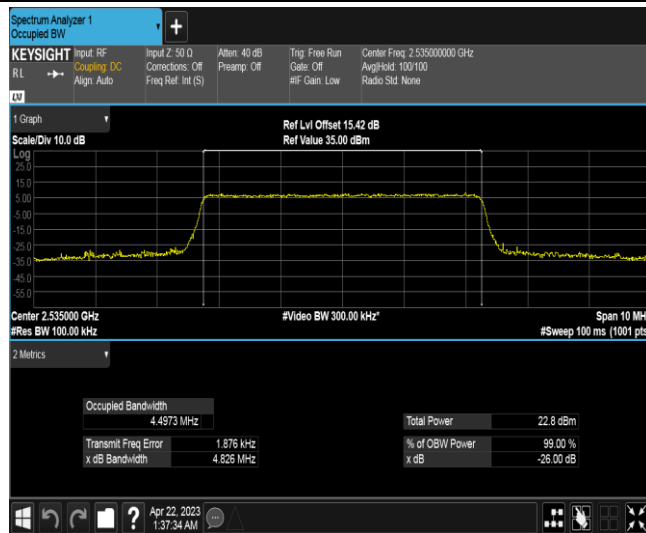 Spectrum Analyzer 1
Occupied BW
+
KEYSIGHT
R L
LXI
Input: RF
Coupling: DC
Align: Auto
Input Z: 50 Ω
Corrections: Off
Freq Ref: Int (S)
Atten: 40 dB
Preamp: Off
Trig: Free Run
Gate: Off
#IF Gain: Low
Center Freq: 2.535000000 GHz
Avg|Hold: 100/100
Radio Std: None
1 Graph
Scale/Div 10.0 dB
Ref Lvl Offset 15.42 dB
Ref Value 35.00 dBm
Log
25.0
15.0
5.00
-5.00
-15.0
-25.0
-35.0
-45.0
-55.0
Center 2.535000 GHz
#Res BW 100.00 kHz
#Video BW 300.00 kHz*
Span 10 MH
#Sweep 100 ms (1001 pts
2 Metrics
Occupied Bandwidth
4.4973 MHz
Transmit Freq Error 1.876 kHz
x dB Bandwidth 4.826 MHz
Total Power 22.8 dBm
% of OBW Power 99.00 %
x dB -26.00 dB
?
Apr 22, 2023
1:37:34 AM